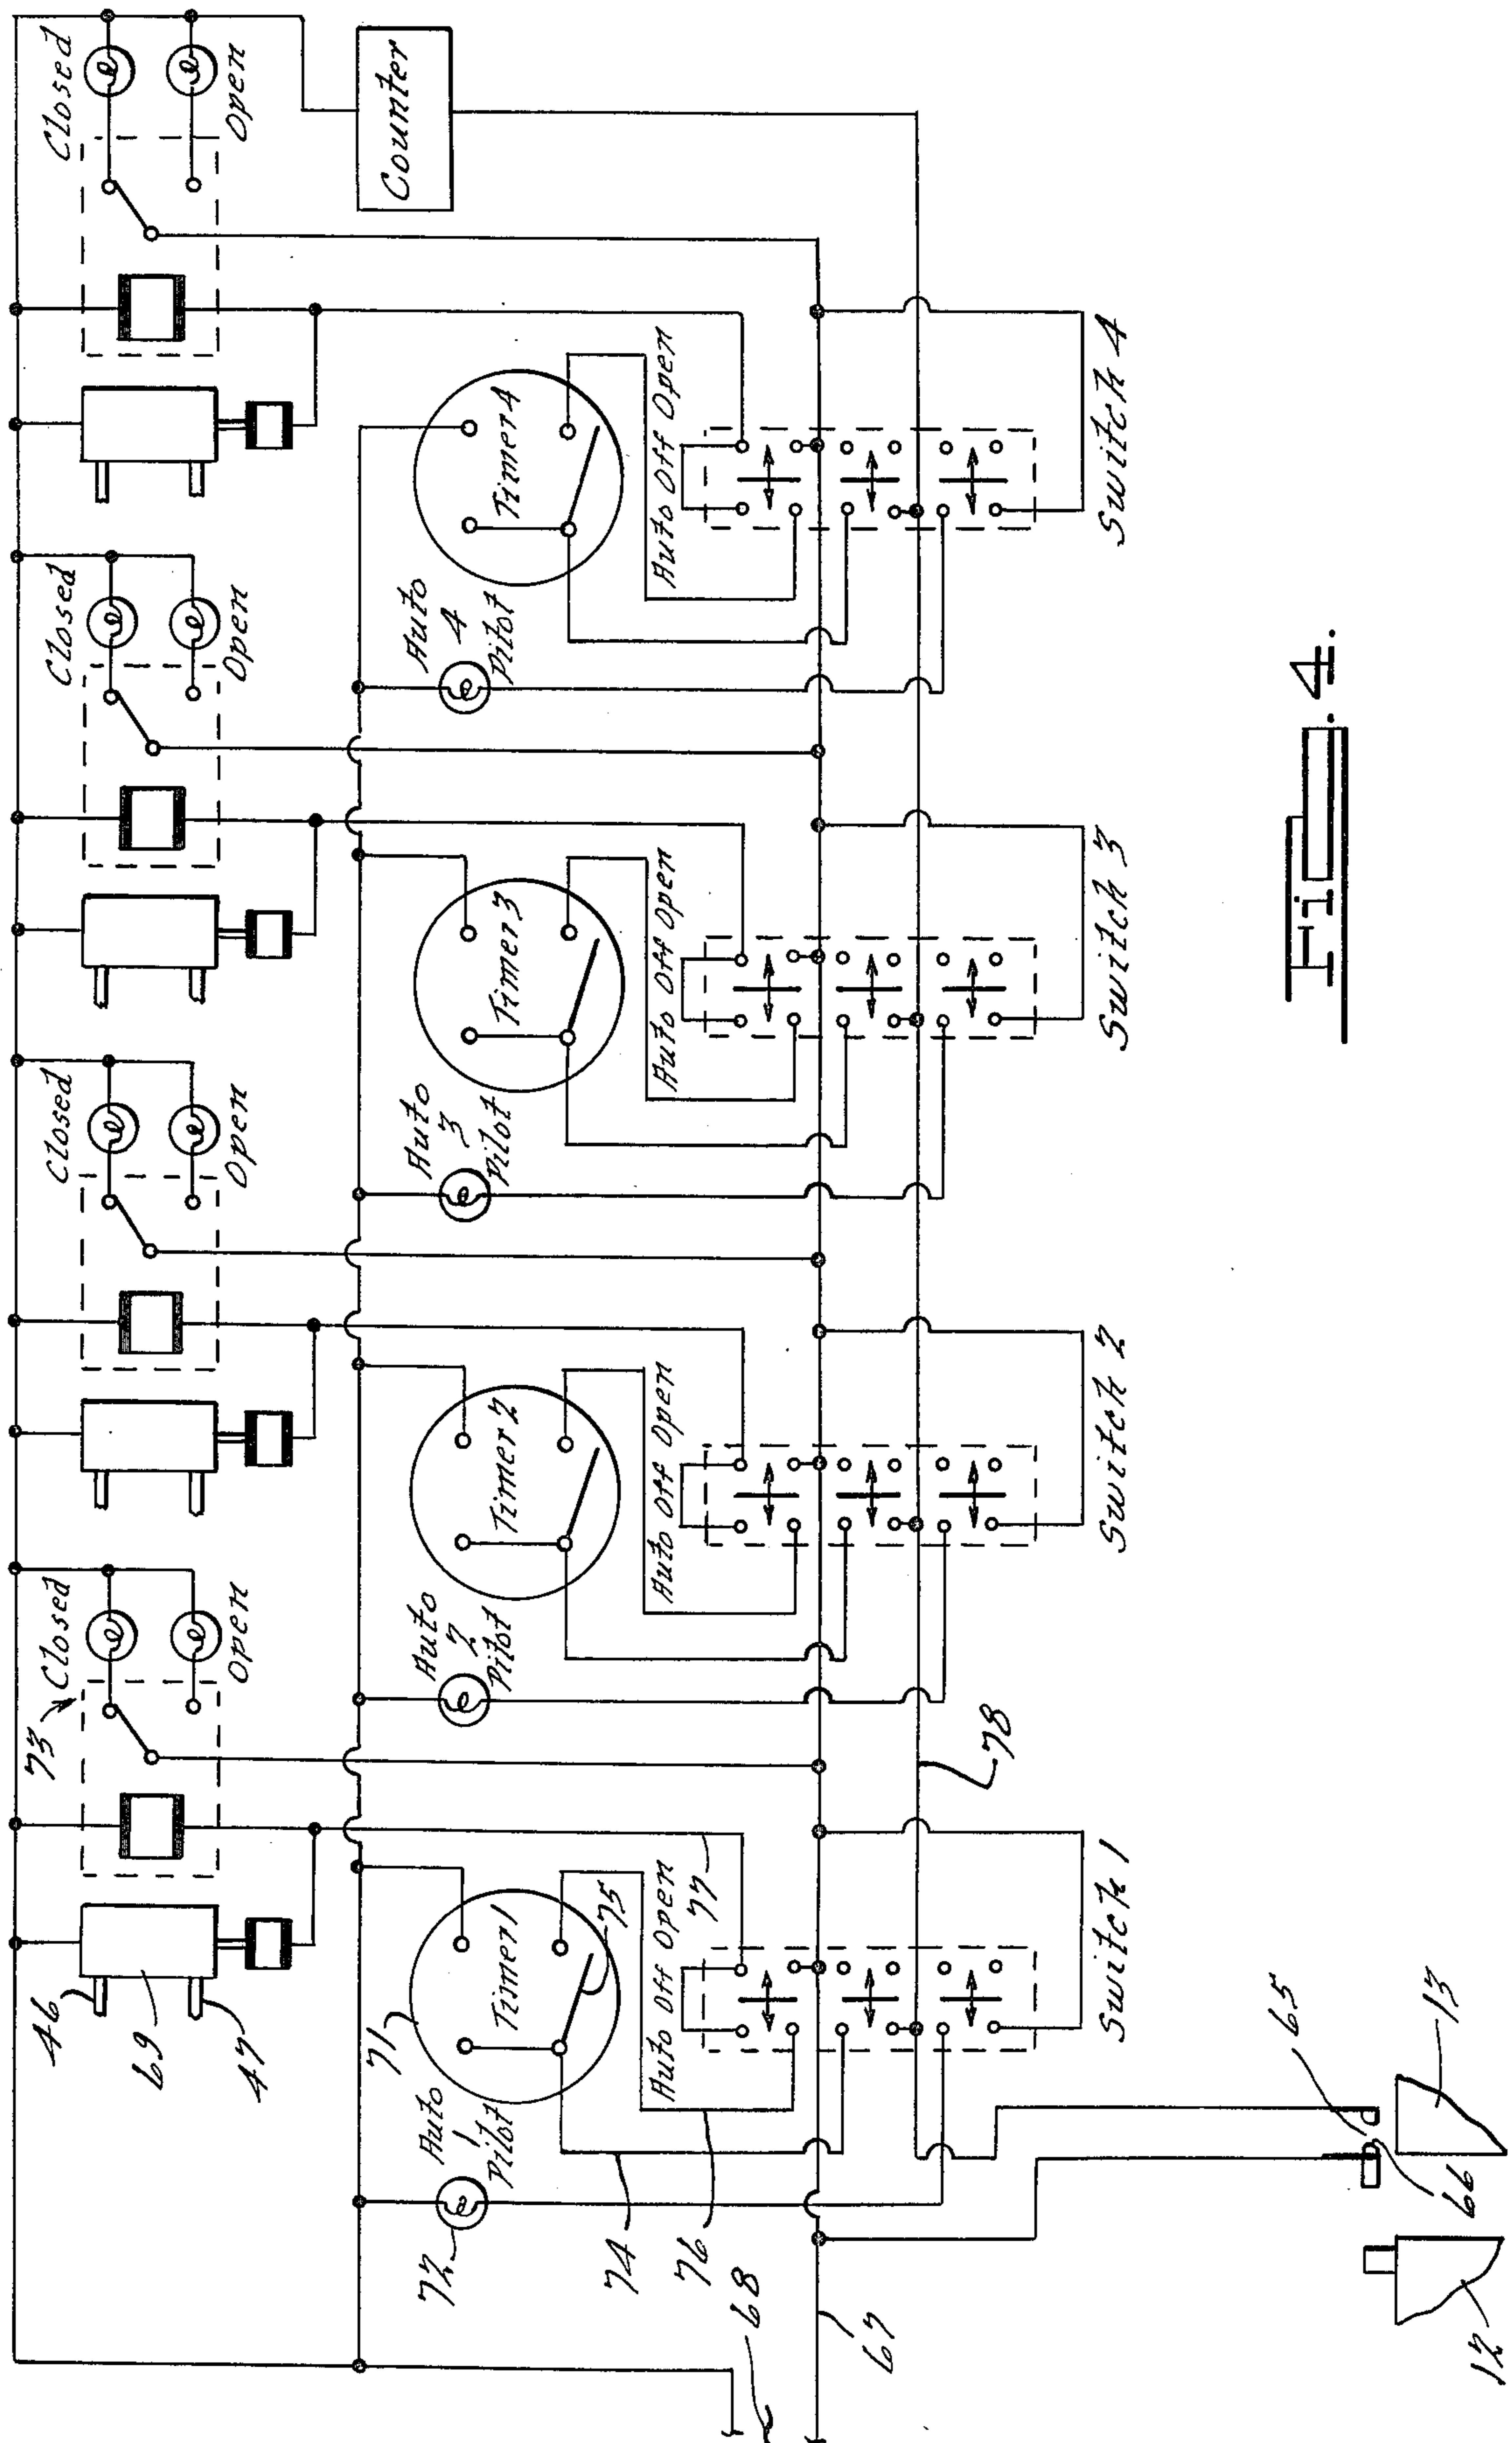 Closed
Open
Closed
Open
Closed
Open
73
Closed
Open
46
69
47
Counter
Timer 4
Auto
4
Pilot
Auto Off Open
Timer 3
Auto
3
Pilot
Auto Off Open
Timer 2
Auto
2
Pilot
Auto Off Open
71
Timer 1
75
Auto
1
Pilot
Auto Off Open
77
72
74
76
68
67
78
Switch 4
Switch 3
Switch 2
Switch 1
65
66
13
12
Fig. 4.